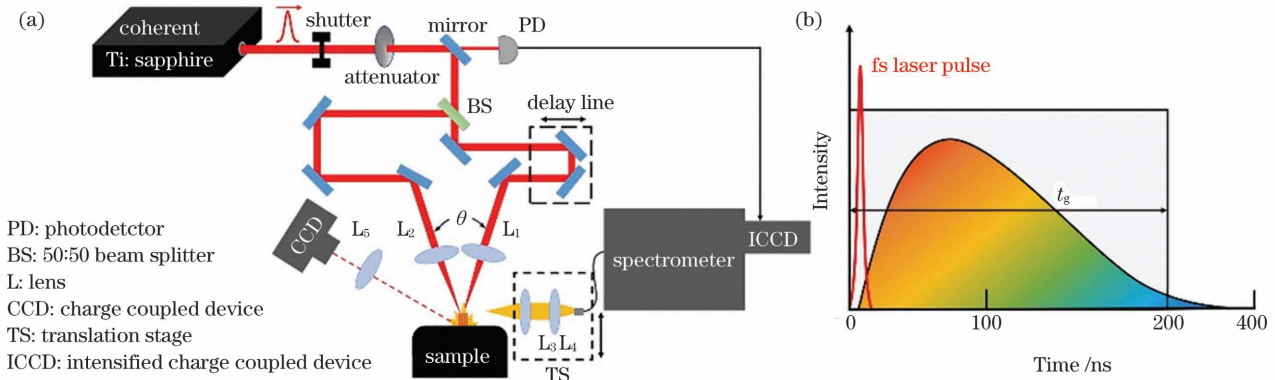 (a)
coherent
Ti: sapphire
shutter
attenuator
mirror
PD
BS
delay line
θ
CCD
L5
L2
L1
spectrometer
ICCD
sample
L3 L4
TS
PD: photodetctor
BS: 50:50 beam splitter
L: lens
CCD: charge coupled device
TS: translation stage
ICCD: intensified charge coupled device
(b)
fs laser pulse
Intensity
tg
0 100 200 400
Time /ns